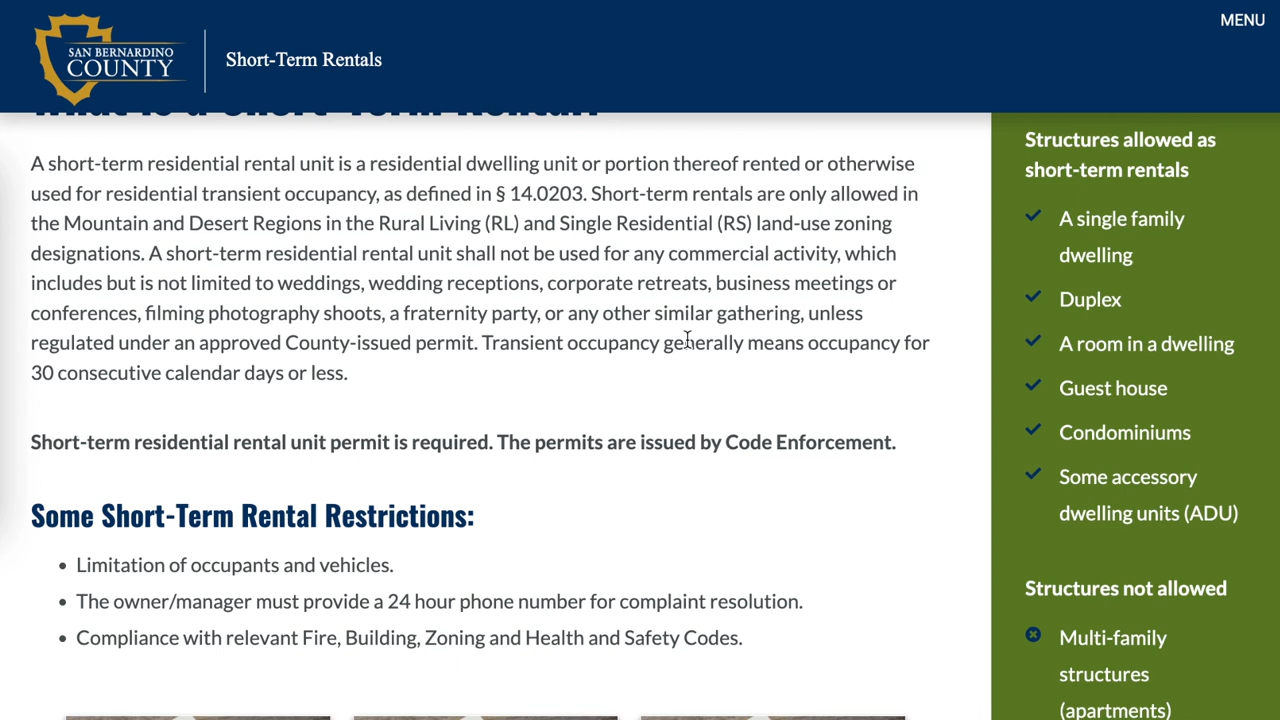 MENU
SAN BERNARDINO
COUNTY
Short-Term Rentals
What is a Short-Term Rental?
A short-term residential rental unit is a residential dwelling unit or portion thereof rented or otherwise
used for residential transient occupancy, as defined in § 14.0203. Short-term rentals are only allowed in
the Mountain and Desert Regions in the Rural Living (RL) and Single Residential (RS) land-use zoning
designations. A short-term residential rental unit shall not be used for any commercial activity, which
includes but is not limited to weddings, wedding receptions, corporate retreats, business meetings or
conferences, filming photography shoots, a fraternity party, or any other similar gathering, unless
regulated under an approved County-issued permit. Transient occupancy generally means occupancy for
30 consecutive calendar days or less.
Short-term residential rental unit permit is required. The permits are issued by Code Enforcement.
Some Short-Term Rental Restrictions:
• Limitation of occupants and vehicles.
• The owner/manager must provide a 24 hour phone number for complaint resolution.
• Compliance with relevant Fire, Building, Zoning and Health and Safety Codes.
Structures allowed as
short-term rentals
A single family
dwelling
Duplex
A room in a dwelling
Guest house
Condominiums
Some accessory
dwelling units (ADU)
Structures not allowed
Multi-family
structures
(apartments)